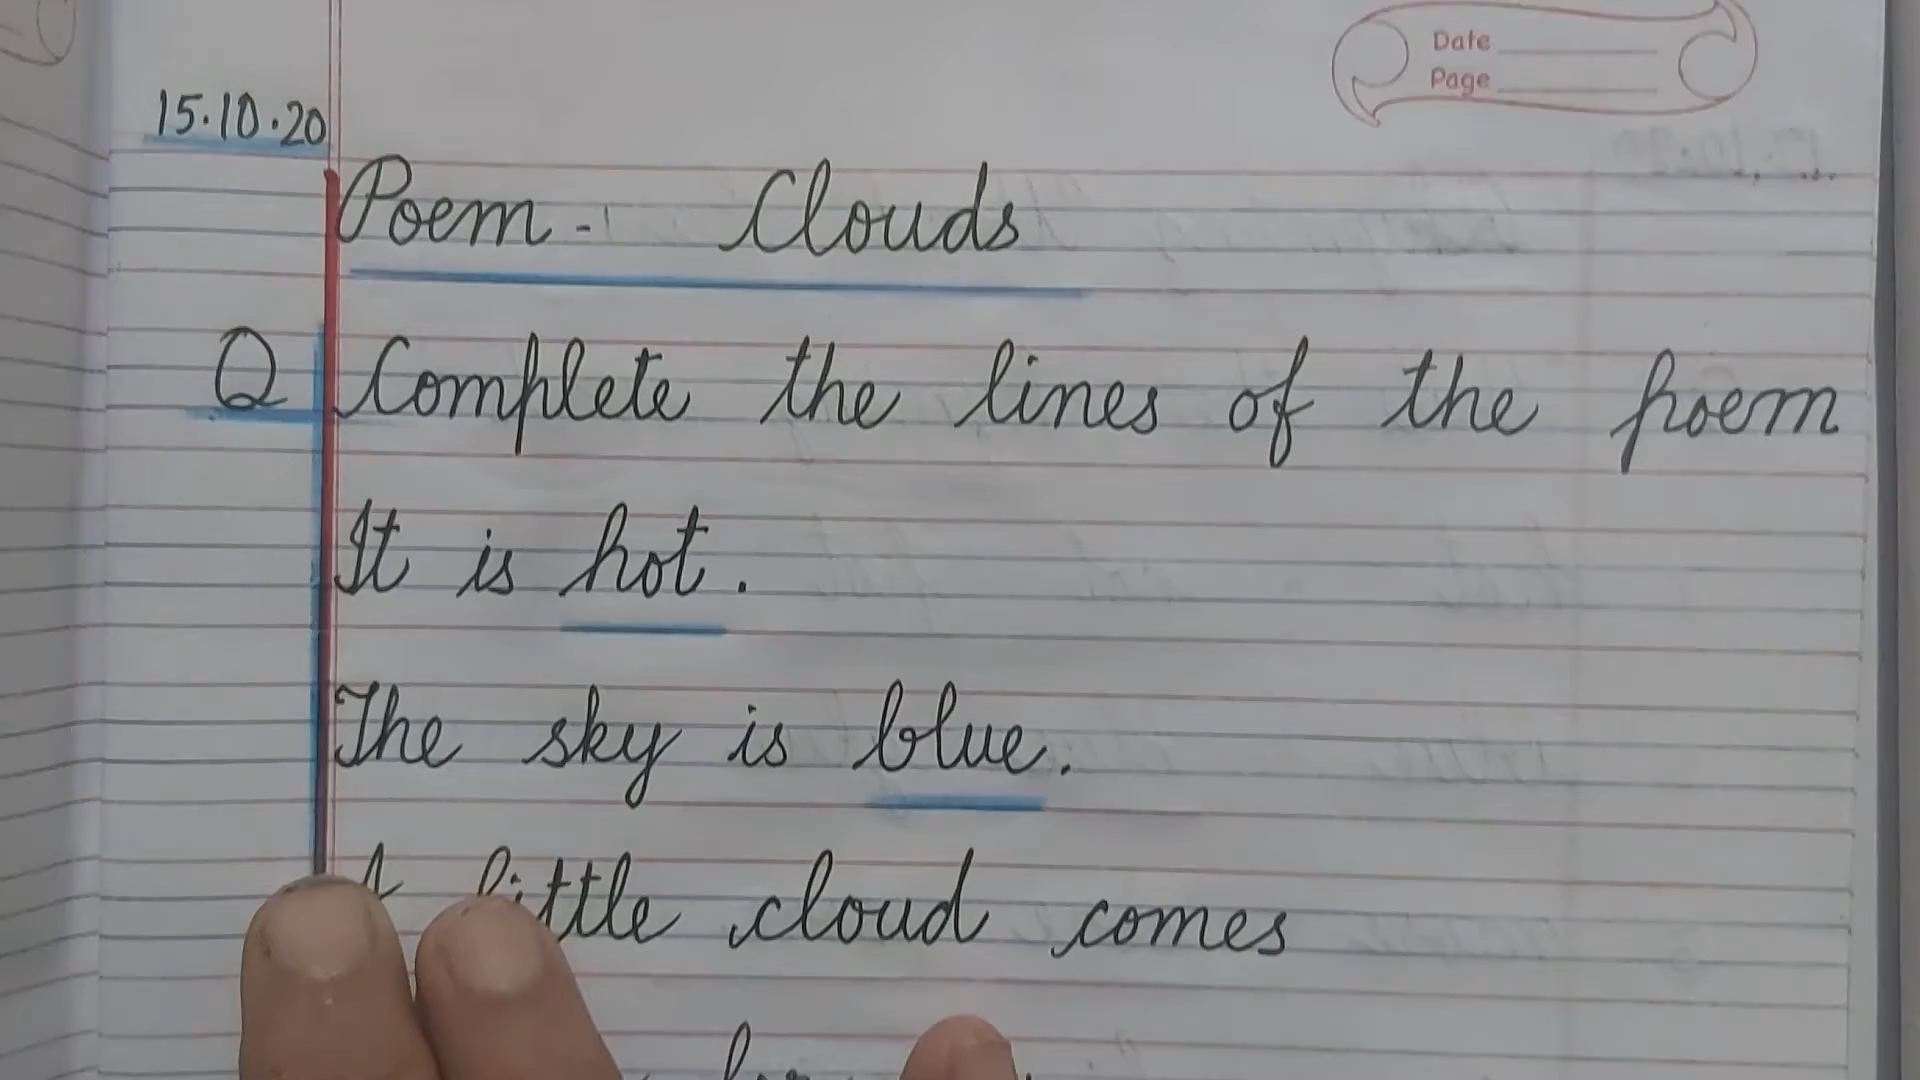 Date
Page
15.10.20
Poem - Clouds
Q Complete the lines of the poem
It is hot.
The sky is blue.
A little cloud comes